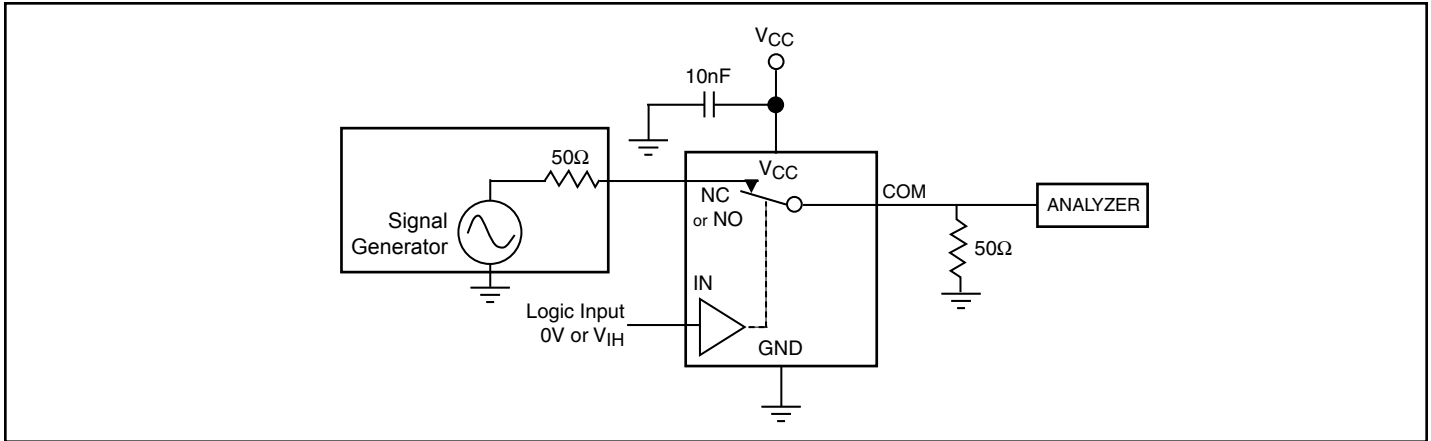 VCC
10nF
50Ω
VCC
NC
or NO
COM
ANALYZER
Signal
Generator
50Ω
IN
Logic Input
0V or VIH
GND